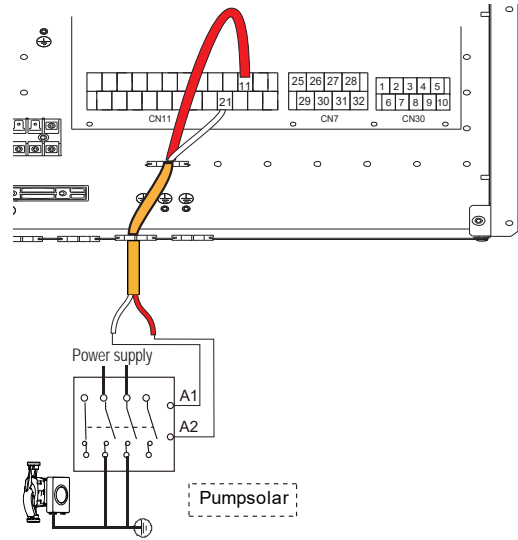 11
25 26 27 28
1 2 3 4 5
21
29 30 31 32
6 7 8 9 10
CN11
CN7
CN30
Power supply
A1
A2
Pumpsolar